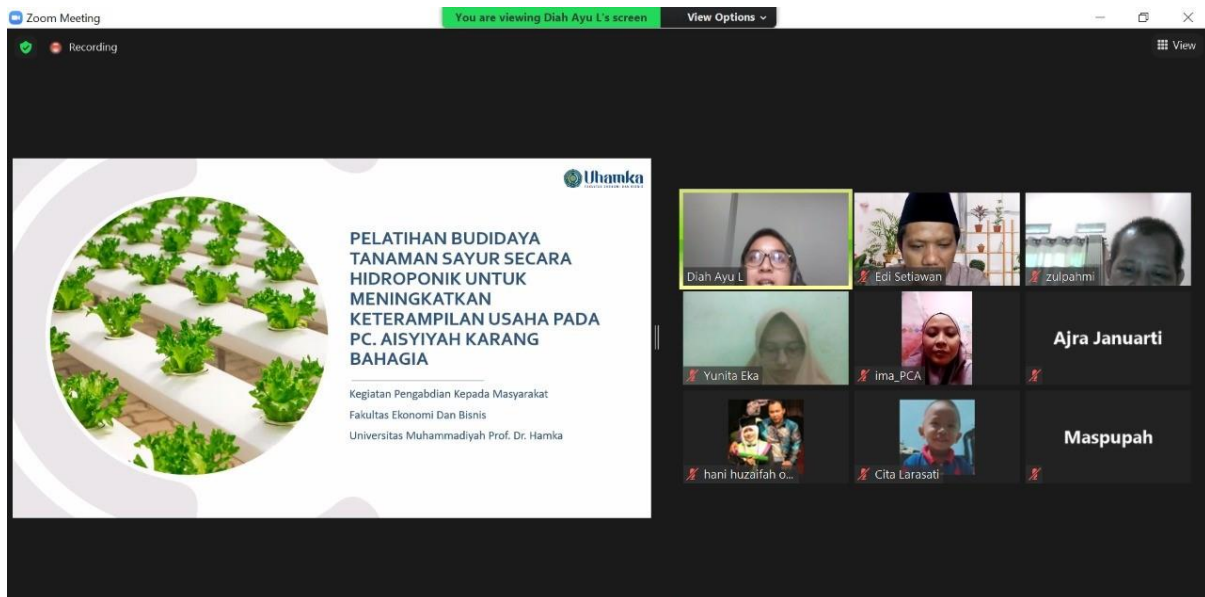 Zoom Meeting
You are viewing Diah Ayu L's screen
View Options
Recording
View
Uhamka
PELATIHAN BUDIDAYA
TANAMAN SAYUR SECARA
HIDROPONIK UNTUK
MENINGKATKAN
KETERAMPILAN USAHA PADA
PC. AISYIYAH KARANG
BAHAGIA
Kegiatan Pengabdian Kepada Masyarakat
Fakultas Ekonomi Dan Bisnis
Universitas Muhammadiyah Prof. Dr. Hamka
Diah Ayu L
Edi Setiawan
zulpahmi
Yunita Eka
ima_PCA
Ajra Januarti
hani huzaifah o...
Cita Larasati
Maspupah